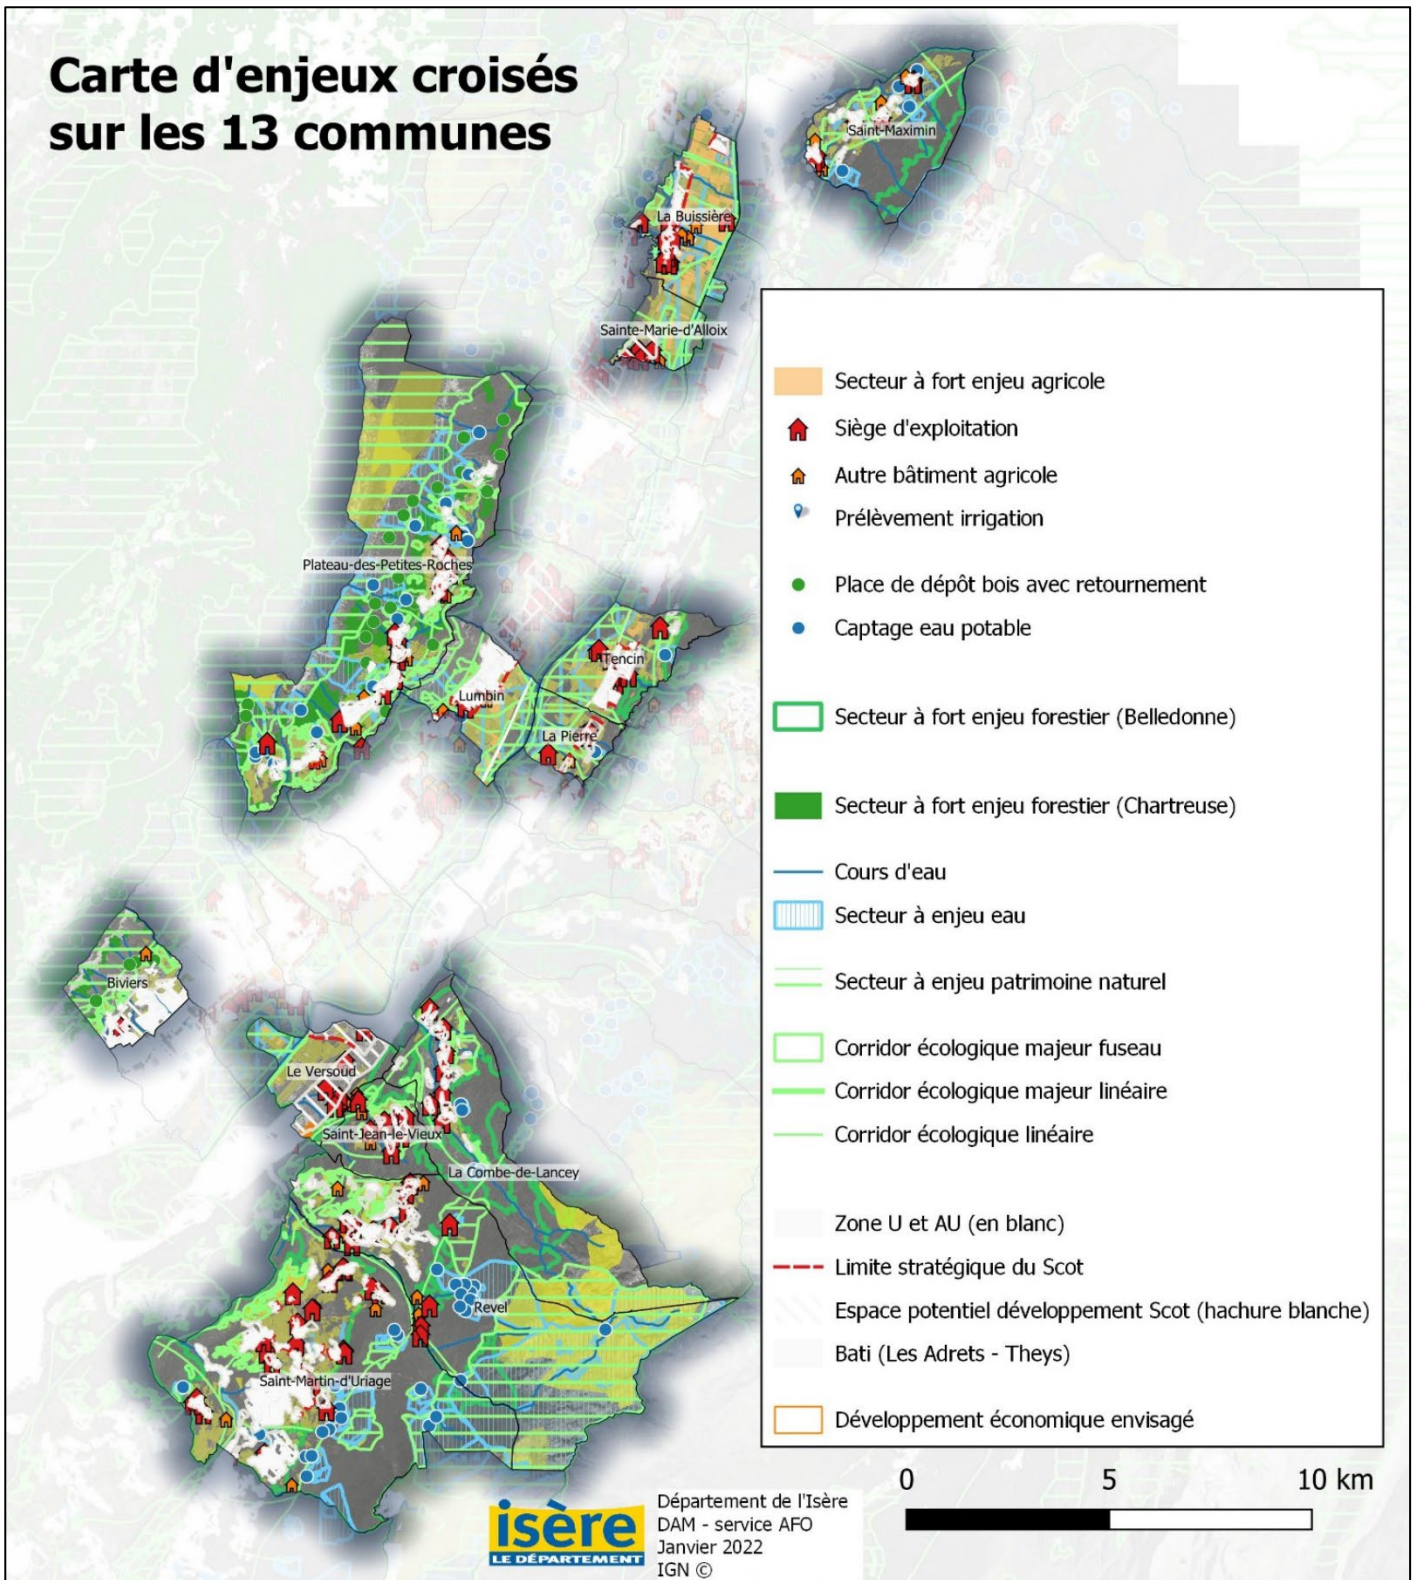 Carte d'enjeux croisés
sur les 13 communes
Saint-Maximin
La Buissière
Sainte-Marie-d'Alloix
Plateau-des-Petites-Roches
Tencin
Lumbin
La Pierre
Biviers
Le Versoud
Saint-Jean-le-Vieux
La Combe-de-Lancey
Revel
Saint-Martin-d'Uriage
Secteur à fort enjeu agricole
Siège d'exploitation
Autre bâtiment agricole
Prélèvement irrigation
Place de dépôt bois avec retournement
Captage eau potable
Secteur à fort enjeu forestier (Belledonne)
Secteur à fort enjeu forestier (Chartreuse)
Cours d'eau
Secteur à enjeu eau
Secteur à enjeu patrimoine naturel
Corridor écologique majeur fuseau
Corridor écologique majeur linéaire
Corridor écologique linéaire
Zone U et AU (en blanc)
Limite stratégique du Scot
Espace potentiel développement Scot (hachure blanche)
Bati (Les Adrets - Theys)
Développement économique envisagé
0 5 10 km
isère
LE DÉPARTEMENT
Département de l'Isère
DAM - service AFO
Janvier 2022
IGN ©